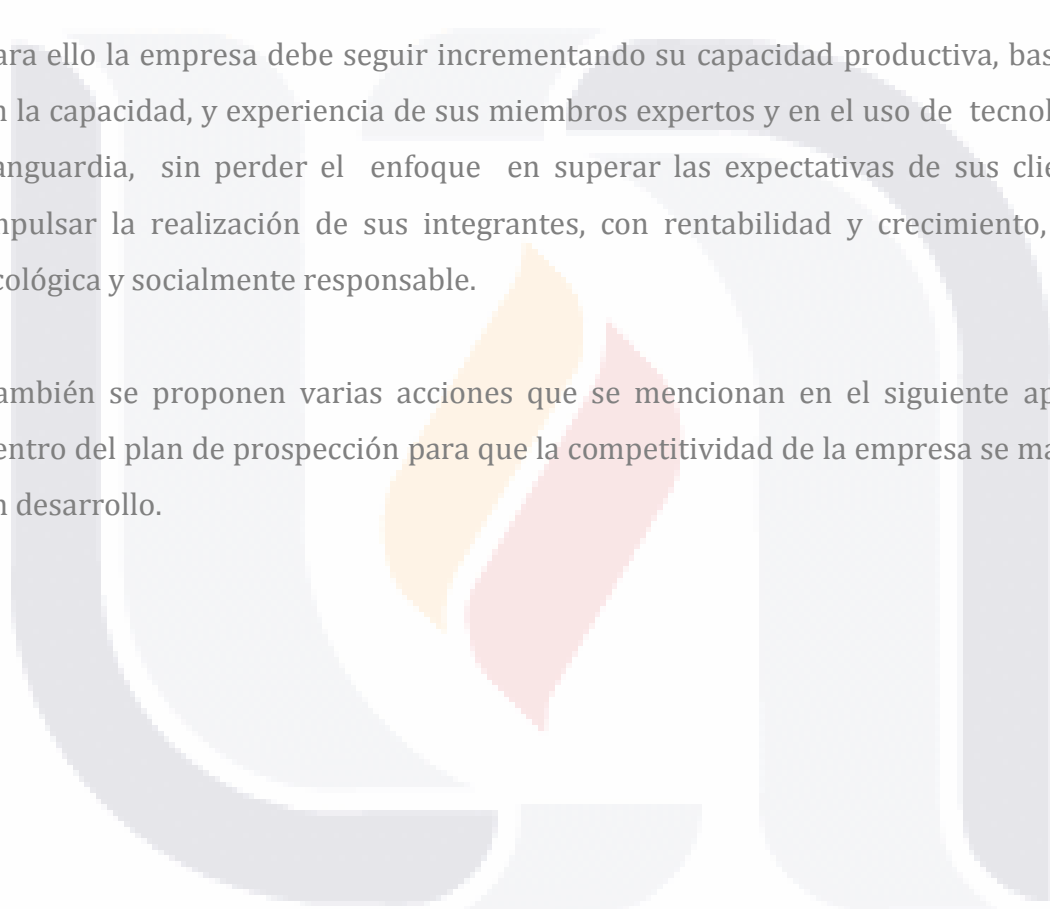 ara ello la empresa debe seguir incrementando su capacidad productiva, bas
n la capacidad, y experiencia de sus miembros expertos y en el uso de tecnol
anguardia, sin perder el enfoque en superar las expectativas de sus clie
mpulsar la realización de sus integrantes, con rentabilidad y crecimiento,
cológica y socialmente responsable.
ambién se proponen varias acciones que se mencionan en el siguiente ap
entro del plan de prospección para que la competitividad de la empresa se ma
n desarrollo.